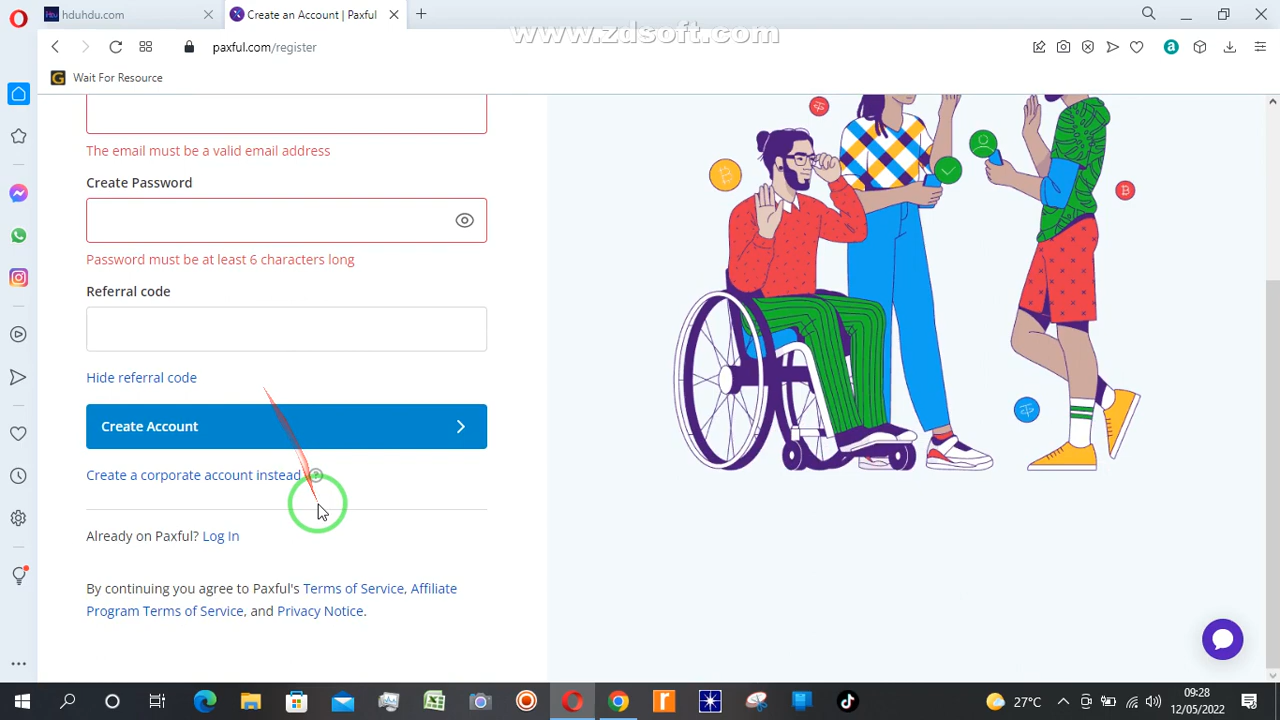 hduhdu.com
Create an Account | Paxful
www.zdsoft.com
paxful.com/register
Wait For Resource
The email must be a valid email address
Create Password
Password must be at least 6 characters long
Referral code
Hide referral code
Create Account
Create a corporate account instead
Already on Paxful? Log In
By continuing you agree to Paxful's Terms of Service, Affiliate
Program Terms of Service, and Privacy Notice.
27°C
09:28
12/05/2022